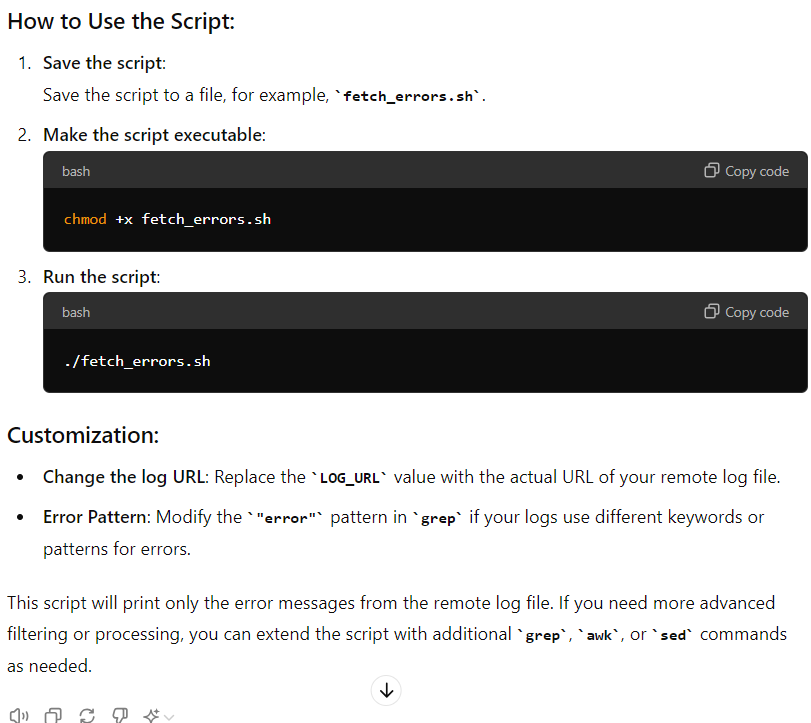 How to Use the Script:
1. Save the script:
Save the script to a file, for example, `fetch_errors.sh`.
2. Make the script executable:
bash Copy code
chmod +x fetch_errors.sh
3. Run the script:
bash Copy code
./fetch_errors.sh
Customization:
• Change the log URL: Replace the `LOG_URL` value with the actual URL of your remote log file.
• Error Pattern: Modify the `"error"` pattern in `grep` if your logs use different keywords or
patterns for errors.
This script will print only the error messages from the remote log file. If you need more advanced
filtering or processing, you can extend the script with additional `grep`, `awk`, or `sed` commands
as needed.